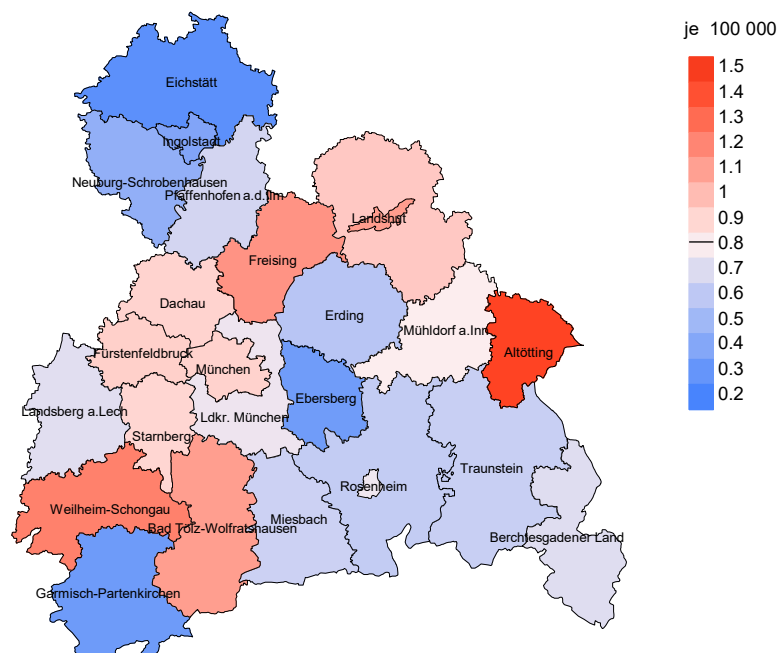 je 100 000
1.5
1.4
1.3
1.2
1.1
1
0.9
0.8
0.7
0.6
0.5
0.4
0.3
0.2
Eichstätt
Ingolstadt
Neuburg-Schrobenhausen
Pfaffenhofen a.d.Ilm
Landshut
Freising
Dachau
Erding
Mühldorf a.Inn
Fürstenfeldbruck
Altötting
München
Ebersberg
Landsberg a.Lech
Ldkr. München
Starnberg
Traunstein
Rosenheim
Weilheim-Schongau
Miesbach
Bad Tölz-Wolfratshausen
Berchtesgadener Land
Garmisch-Partenkirchen